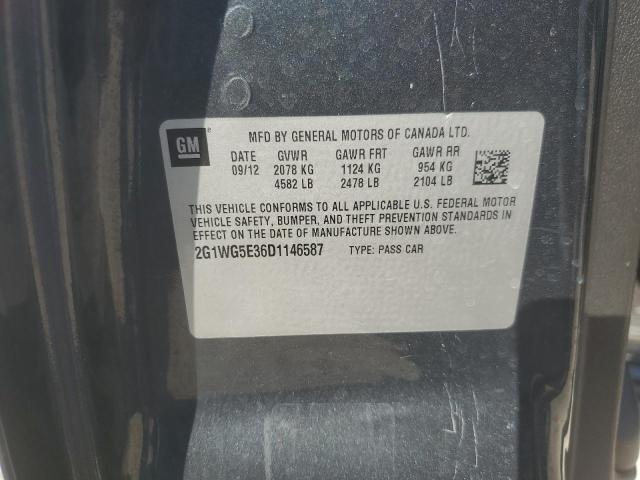 GM
MFD BY GENERAL MOTORS OF CANADA LTD.
DATE GVWR GAWR FRT GAWR RR
09/12 2078 KG 1124 KG 954 KG
4582 LB 2478 LB 2104 LB
THIS VEHICLE CONFORMS TO ALL APPLICABLE U.S. FEDERAL MOTOR
VEHICLE SAFETY, BUMPER, AND THEFT PREVENTION STANDARDS IN
EFFECT ON THE DATE OF MANUFACTURE SHOWN ABOVE.
2G1WG5E36D1146587 TYPE: PASS CAR